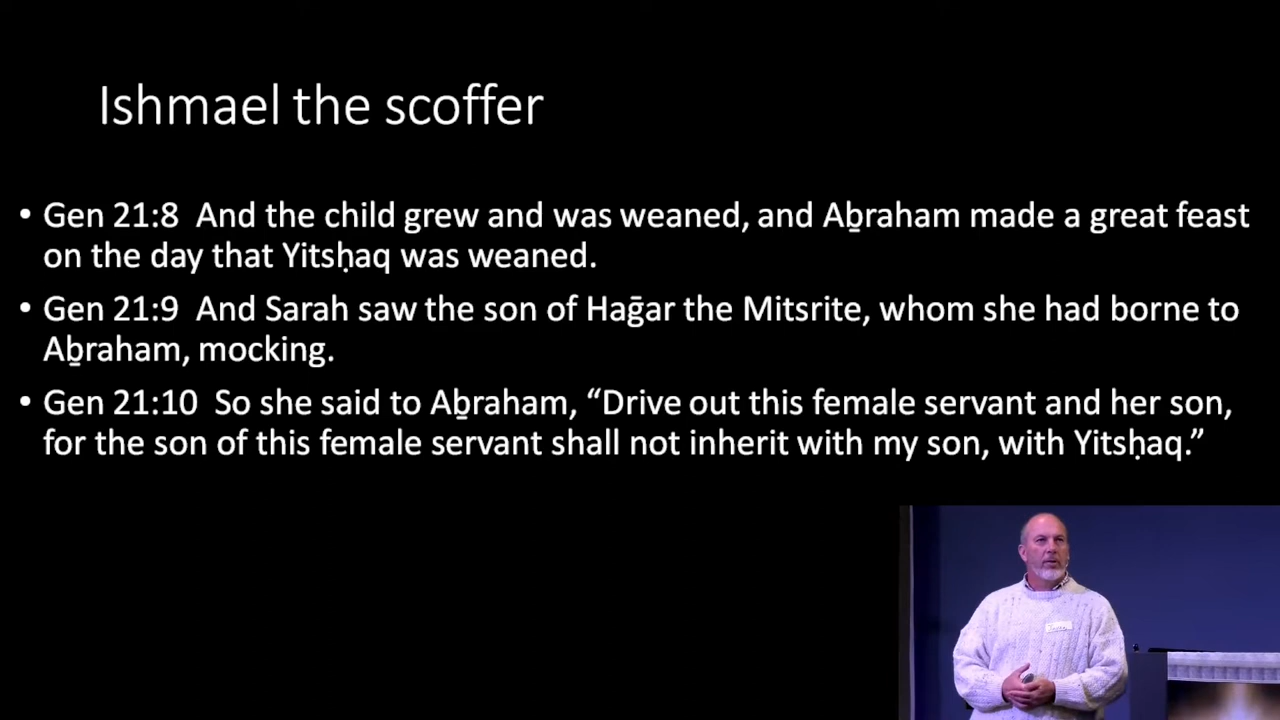 Ishmael the scoffer
• Gen 21:8  And the child grew and was weaned, and Aḇraham made a great feast
on the day that Yitsḥaq was weaned.
• Gen 21:9  And Sarah saw the son of Haḡar the Mitsrite, whom she had borne to
Aḇraham, mocking.
• Gen 21:10  So she said to Aḇraham, “Drive out this female servant and her son,
for the son of this female servant shall not inherit with my son, with Yitsḥaq.”